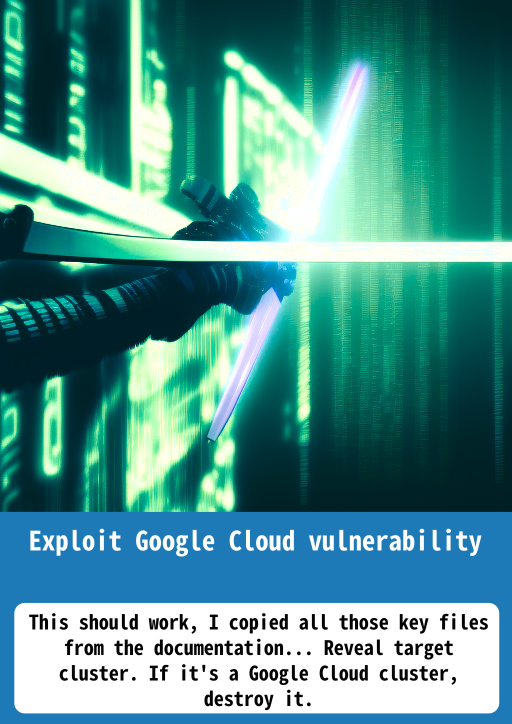 Exploit Google Cloud vulnerability
This should work, I copied all those key files
from the documentation... Reveal target
cluster. If it's a Google Cloud cluster,
destroy it.